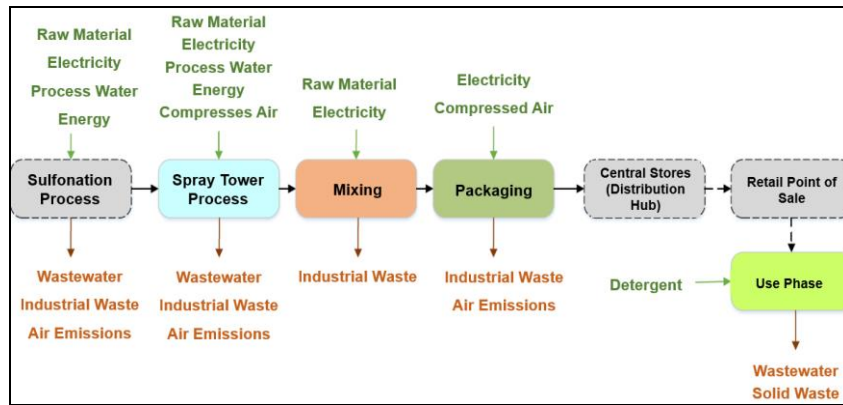 Raw Material
Electricity
Process Water
Energy
Raw Material
Electricity
Process Water
Energy
Compresses Air
Raw Material
Electricity
Electricity
Compressed Air
Sulfonation
Process
Spray Tower
Process
Mixing
Packaging
Central Stores
(Distribution
Hub)
Retail Point of
Sale
Wastewater
Industrial Waste
Air Emissions
Wastewater
Industrial Waste
Air Emissions
Industrial Waste
Industrial Waste
Air Emissions
Detergent
Use Phase
Wastewater
Solid Waste